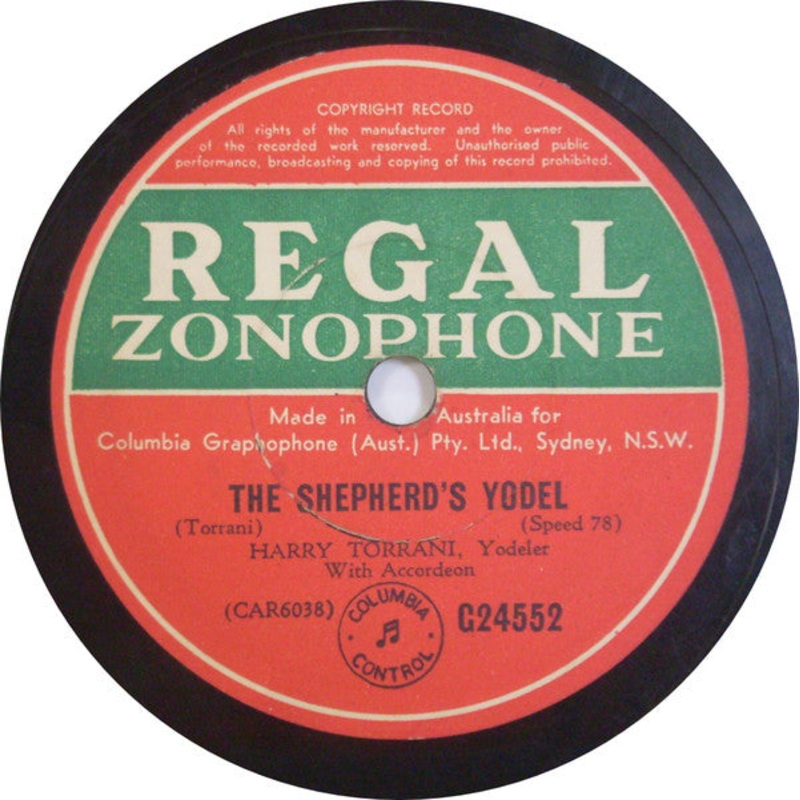 COPYRIGHT RECORD
All rights of the manufacturer and the owner
of the recorded work reserved. Unauthorised public
performance, broadcasting and copying of this record prohibited.
REGAL
ZONOPHONE
Made in Australia for
Columbia Graphophone (Aust.) Pty. Ltd., Sydney, N.S.W.
THE SHEPHERD'S YODEL
(Torrani) (Speed 78)
HARRY TORRANI, Yodeler
With Accordeon
(CAR6038) COLUMBIA CONTROL G24552